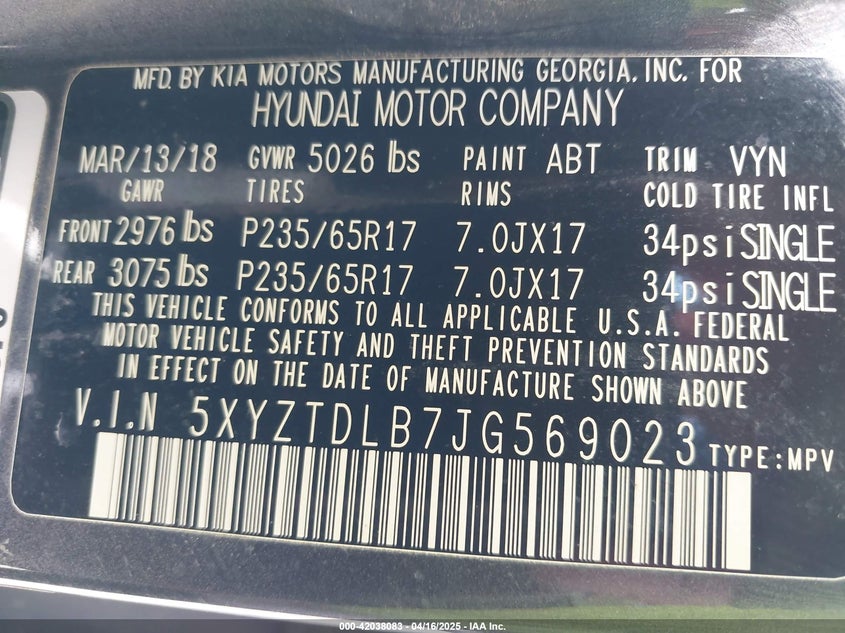 MFD. BY KIA MOTORS MANUFACTURING GEORGIA, INC. FOR
HYUNDAI MOTOR COMPANY
MAR/13/18 GVWR 5026 lbs PAINT ABT TRIM VYN
GAWR TIRES RIMS COLD TIRE INFL
FRONT 2976 lbs P235/65R17 7.0JX17 34psi SINGLE
REAR 3075 lbs P235/65R17 7.0JX17 34psi SINGLE
THIS VEHICLE CONFORMS TO ALL APPLICABLE U.S.A. FEDERAL
MOTOR VEHICLE SAFETY AND THEFT PREVENTION STANDARDS
IN EFFECT ON THE DATE OF MANUFACTURE SHOWN ABOVE
V.I.N 5XYZTDLB7JG569023 TYPE:MPV
000-42038083 - 04/16/2025 - IAA Inc.